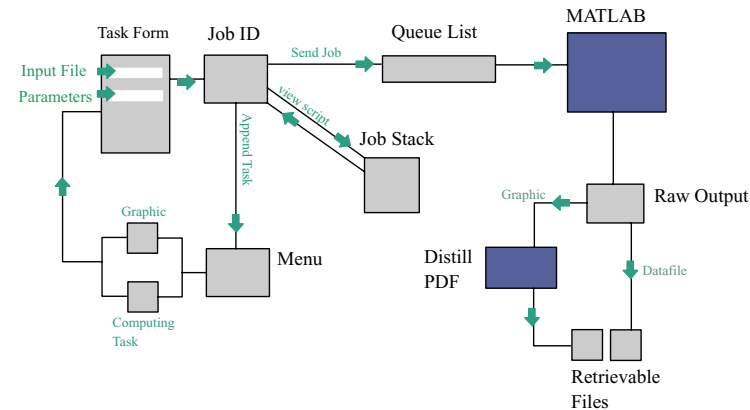 Task Form
Job ID
Queue List
MATLAB
Send Job
Input File
Parameters
view script
Append Task
Job Stack
Graphic
Raw Output
Graphic
Menu
Distill
PDF
Datafile
Computing
Task
Retrievable
Files